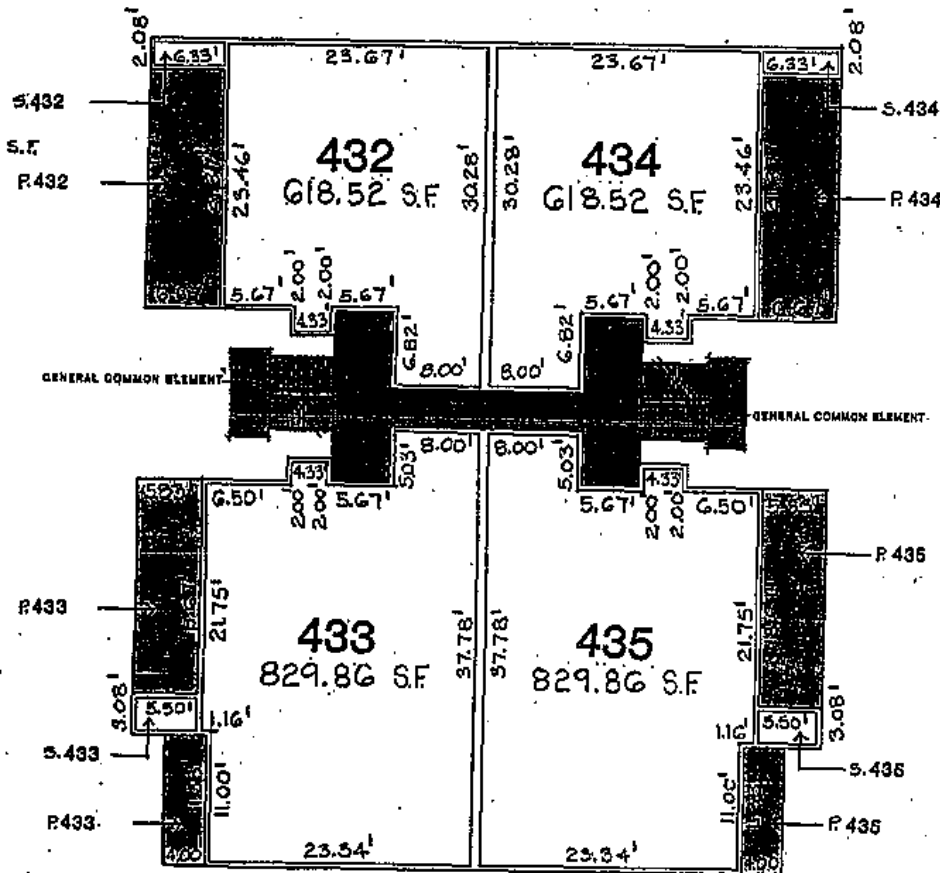 2.08' 6.33' 23.67' 23.67' 6.33' 2.08'
S.432 S.434
S.F.
P.432 P.434
23.46' 432 30.28' 30.28' 434 23.46'
618.52 S.F. 618.52 S.F.
5.67' 2.00' 2.00' 5.67' 5.67' 2.00' 2.00' 5.67'
4.33' 4.33'
6.82' 8.00' 8.00' 6.82'
GENERAL COMMON ELEMENT GENERAL COMMON ELEMENT
5.03' 8.00' 8.00' 5.03'
6.50' 4.33' 5.67' 5.67' 4.33' 6.50'
2.00' 2.00' 2.00' 2.00'
P.433 P.435
21.75' 433 37.78' 37.78' 435 21.75'
829.86 S.F. 829.86 S.F.
3.08' 5.50' 1.16' 1.16' 5.50' 3.08'
S.433 S.435
P.433 11.00' 11.00' P.435
4.00 23.34' 23.34' 4.00